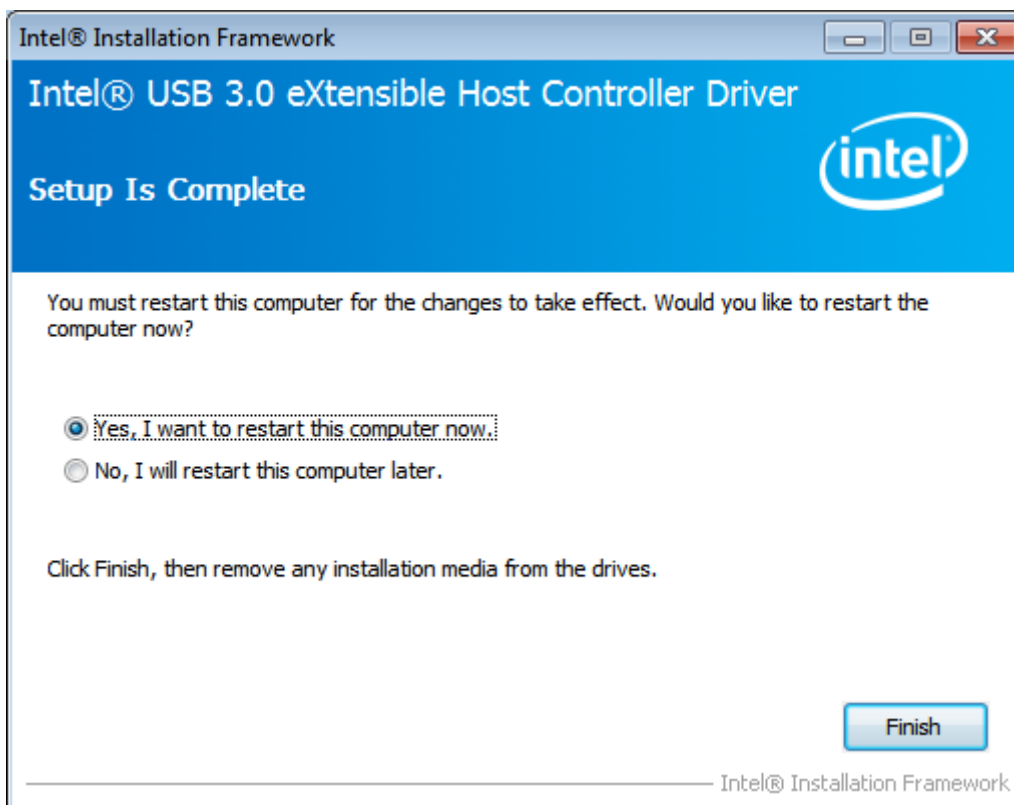 Intel® Installation Framework
Intel® USB 3.0 eXtensible Host Controller Driver
intel
Setup Is Complete
You must restart this computer for the changes to take effect. Would you like to restart the
computer now?
Yes, I want to restart this computer now.
No, I will restart this computer later.
Click Finish, then remove any installation media from the drives.
Finish
Intel® Installation Framework